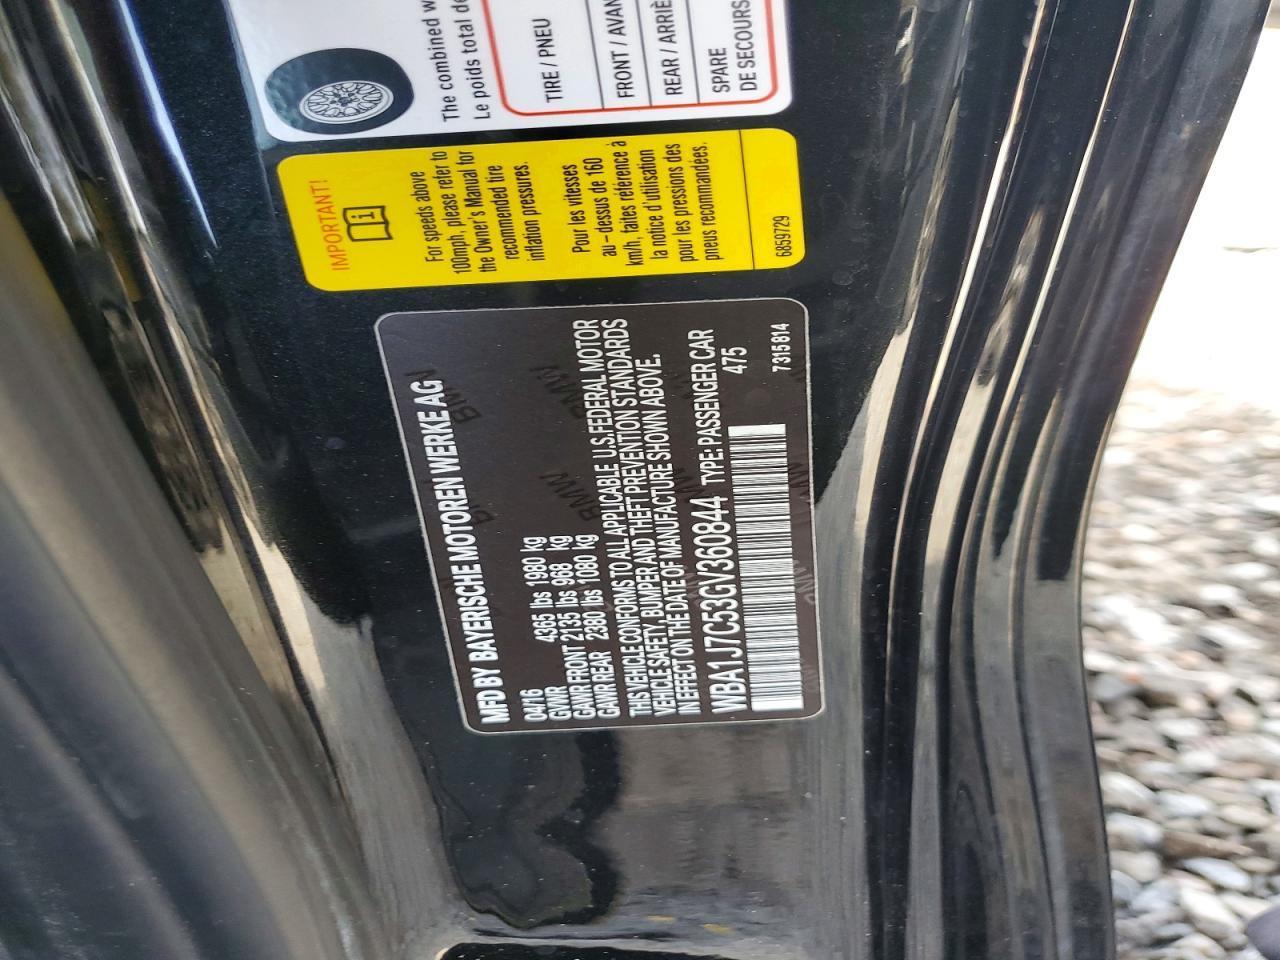 The combined
Le poids total
TIRE / PNEU
FRONT /
REAR /
SPARE
DE SECOURS
IMPORTANT!
For speeds above
100mph, please refer to
the Owner's Manual for
recommended tire
inflation pressures.
Pour les vitesses
au-dessus de 160
km/h, faites référence à
la notice d'utilisation
pour les pressions des
pneus recommandées.
6859729
MFD BY BAYERISCHE MOTOREN WERKE AG
04/16
GVWR 4365 lbs 1980 kg
GAWR FRONT 2135 lbs 968 kg
GAWR REAR 2380 lbs 1080 kg
THIS VEHICLE CONFORMS TO ALL APPLICABLE U.S. FEDERAL MOTOR
VEHICLE SAFETY, BUMPER AND THEFT PREVENTION STANDARDS
IN EFFECT ON THE DATE OF MANUFACTURE SHOWN ABOVE.
WBA1J7C53GV360844 TYPE: PASSENGER CAR
475
7315814